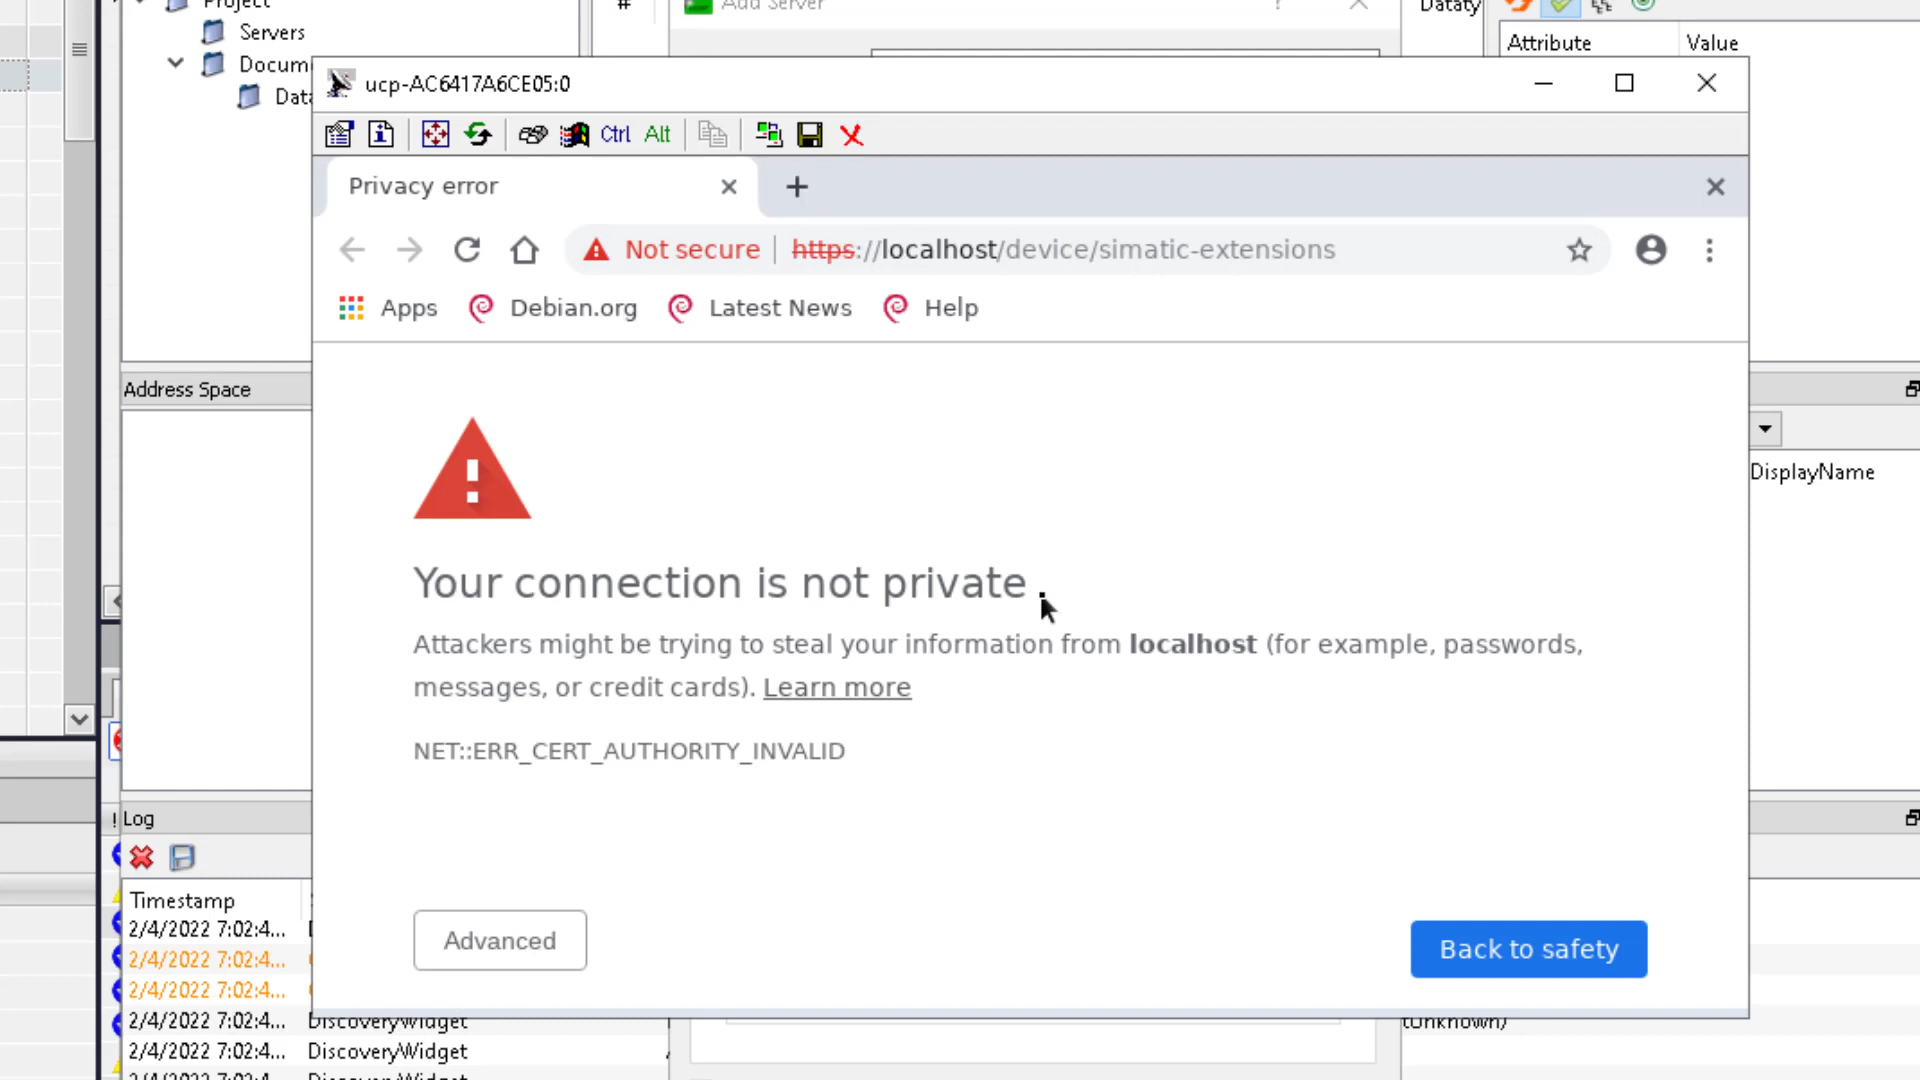 Project
#
Add Server
?
Dataty
Servers
Attribute
Value
Docum
Data
ucp-AC6417A6CE05:0
Ctrl
Alt
Privacy error
Not secure
https://localhost/device/simatic-extensions
Apps
Debian.org
Latest News
Help
Address Space
DisplayName
Your connection is not private
Attackers might be trying to steal your information from localhost (for example, passwords,
messages, or credit cards). Learn more
NET::ERR_CERT_AUTHORITY_INVALID
!
Log
Timestamp
2/4/2022 7:02:4...
2/4/2022 7:02:4...
2/4/2022 7:02:4...
Advanced
Back to safety
2/4/2022 7:02:4...
DiscoveryWidget
(Unknown)
2/4/2022 7:02:4...
DiscoveryWidget